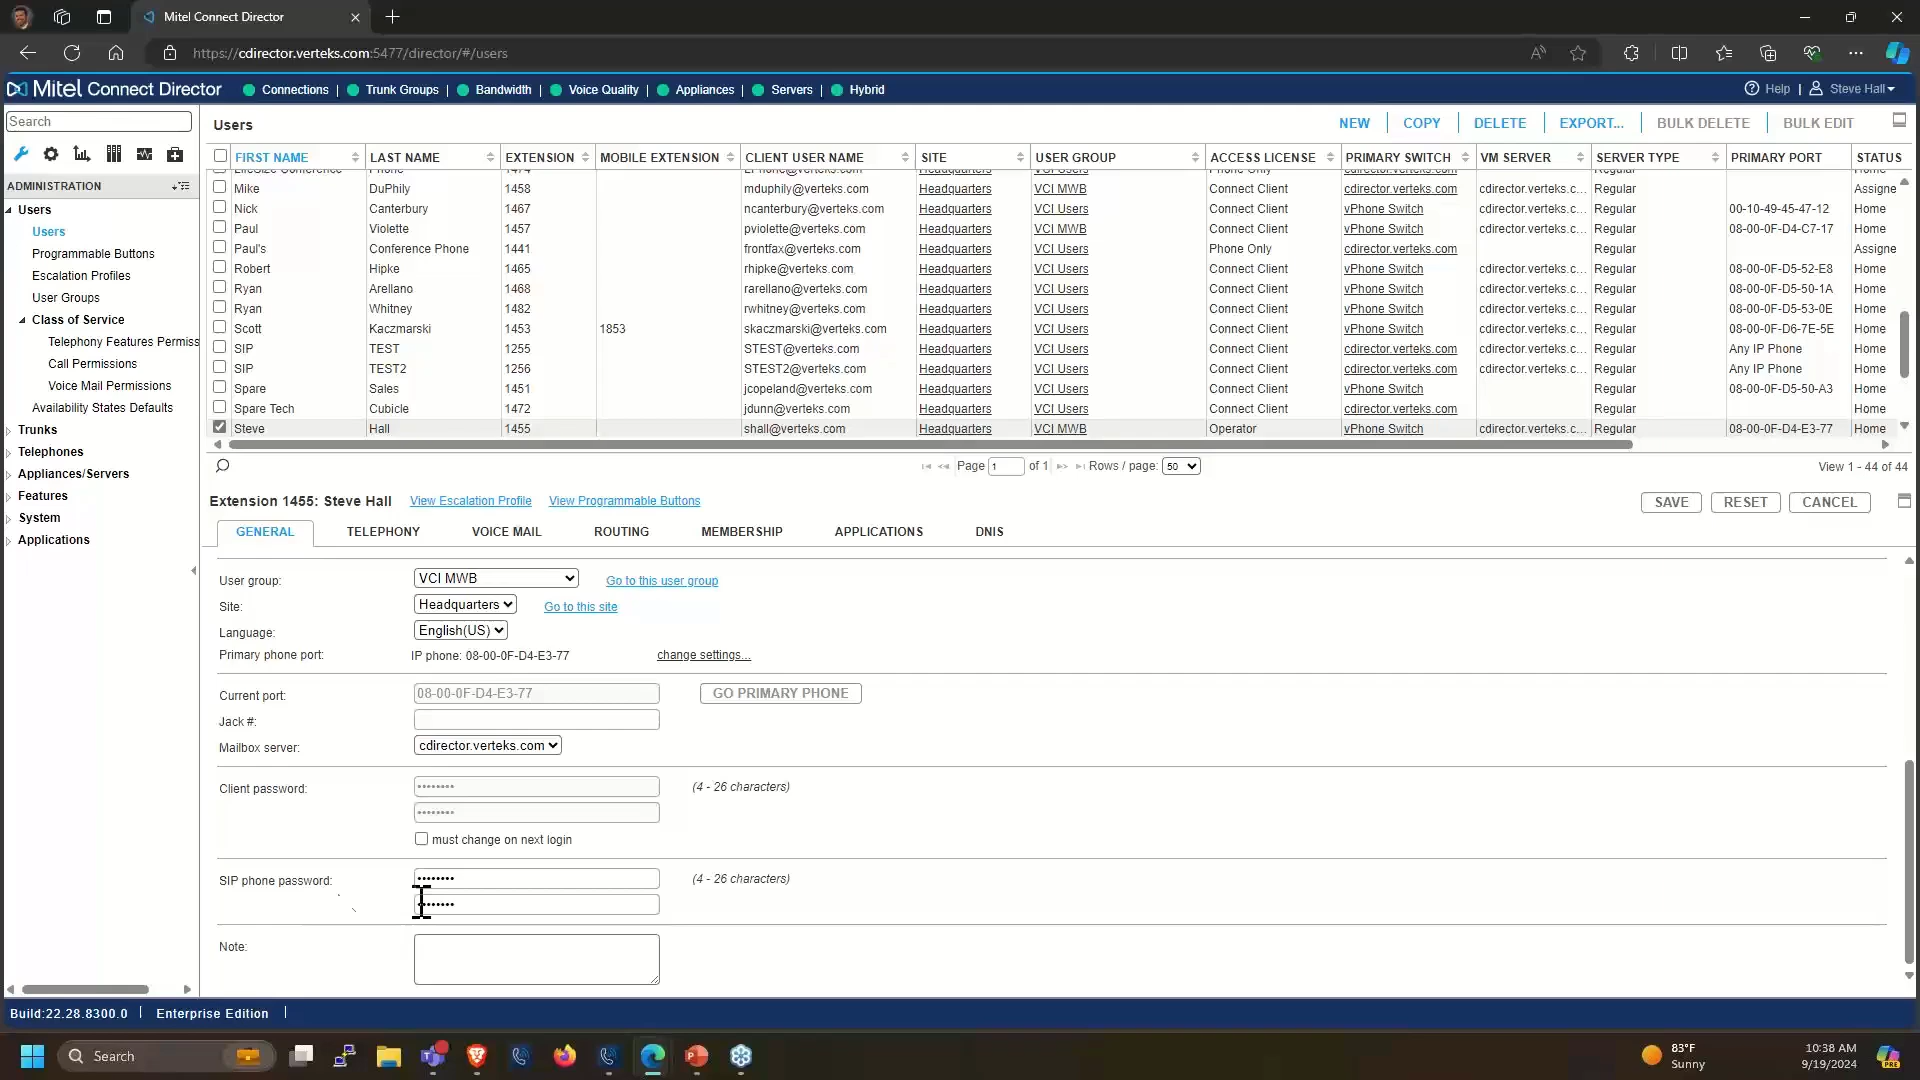 Mitel Connect Director
https://cdirector.verteks.com:5477/director/#/users
Mitel Connect Director
Connections | Trunk Groups | Bandwidth | Voice Quality | Appliances | Servers | Hybrid
Help | Steve Hall
Search
Users
NEW COPY DELETE EXPORT... BULK DELETE BULK EDIT
ADMINISTRATION
Users
Users
Programmable Buttons
Escalation Profiles
User Groups
Class of Service
Telephony Features Permiss
Call Permissions
Voice Mail Permissions
Availability States Defaults
Trunks
Telephones
Appliances/Servers
Features
System
Applications
FIRST NAME LAST NAME EXTENSION MOBILE EXTENSION CLIENT USER NAME SITE USER GROUP ACCESS LICENSE PRIMARY SWITCH VM SERVER SERVER TYPE PRIMARY PORT STATUS
Mike DuPhily 1458 mduphily@verteks.com Headquarters VCI MWB Connect Client cdirector.verteks.com cdirector.verteks.c... Regular Assigne
Nick Canterbury 1467 ncanterbury@verteks.com Headquarters VCI Users Connect Client vPhone Switch cdirector.verteks.c... Regular 00-10-49-45-47-12 Home
Paul Violette 1457 pviolette@verteks.com Headquarters VCI MWB Connect Client vPhone Switch cdirector.verteks.c... Regular 08-00-0F-D4-C7-17 Home
Paul's Conference Phone 1441 frontfax@verteks.com Headquarters VCI Users Phone Only cdirector.verteks.com Regular Assigne
Robert Hipke 1465 rhipke@verteks.com Headquarters VCI Users Connect Client vPhone Switch cdirector.verteks.c... Regular 08-00-0F-D5-52-E8 Home
Ryan Arellano 1468 rarellano@verteks.com Headquarters VCI Users Connect Client vPhone Switch cdirector.verteks.c... Regular 08-00-0F-D5-50-1A Home
Ryan Whitney 1482 rwhitney@verteks.com Headquarters VCI Users Connect Client vPhone Switch cdirector.verteks.c... Regular 08-00-0F-D5-53-0E Home
Scott Kaczmarski 1453 1853 skaczmarski@verteks.com Headquarters VCI Users Connect Client vPhone Switch cdirector.verteks.c... Regular 08-00-0F-D6-7E-5E Home
SIP TEST 1255 STEST@verteks.com Headquarters VCI Users Connect Client cdirector.verteks.com cdirector.verteks.c... Regular Any IP Phone Home
SIP TEST2 1256 STEST2@verteks.com Headquarters VCI Users Connect Client cdirector.verteks.com cdirector.verteks.c... Regular Any IP Phone Home
Spare Sales 1451 jcopeland@verteks.com Headquarters VCI Users Connect Client vPhone Switch Regular 08-00-0F-D5-50-A3 Home
Spare Tech Cubicle 1472 jdunn@verteks.com Headquarters VCI Users Connect Client cdirector.verteks.com Regular Home
Steve Hall 1455 shall@verteks.com Headquarters VCI MWB Operator vPhone Switch cdirector.verteks.c... Regular 08-00-0F-D4-E3-77 Home
Page 1 of 1 Rows / page: 50 View 1 - 44 of 44
Extension 1455: Steve Hall View Escalation Profile View Programmable Buttons SAVE RESET CANCEL
GENERAL TELEPHONY VOICE MAIL ROUTING MEMBERSHIP APPLICATIONS DNIS
User group: VCI MWB Go to this user group
Site: Headquarters Go to this site
Language: English(US)
Primary phone port: IP phone: 08-00-0F-D4-E3-77 change settings...
Current port: 08-00-0F-D4-E3-77 GO PRIMARY PHONE
Jack #:
Mailbox server: cdirector.verteks.com
Client password: •••••••• (4 - 26 characters)
••••••••
must change on next login
SIP phone password: •••••••• (4 - 26 characters)
••••••••
Note:
Build:22.28.8300.0 | Enterprise Edition |
Search
83°F
Sunny
10:38 AM
9/19/2024